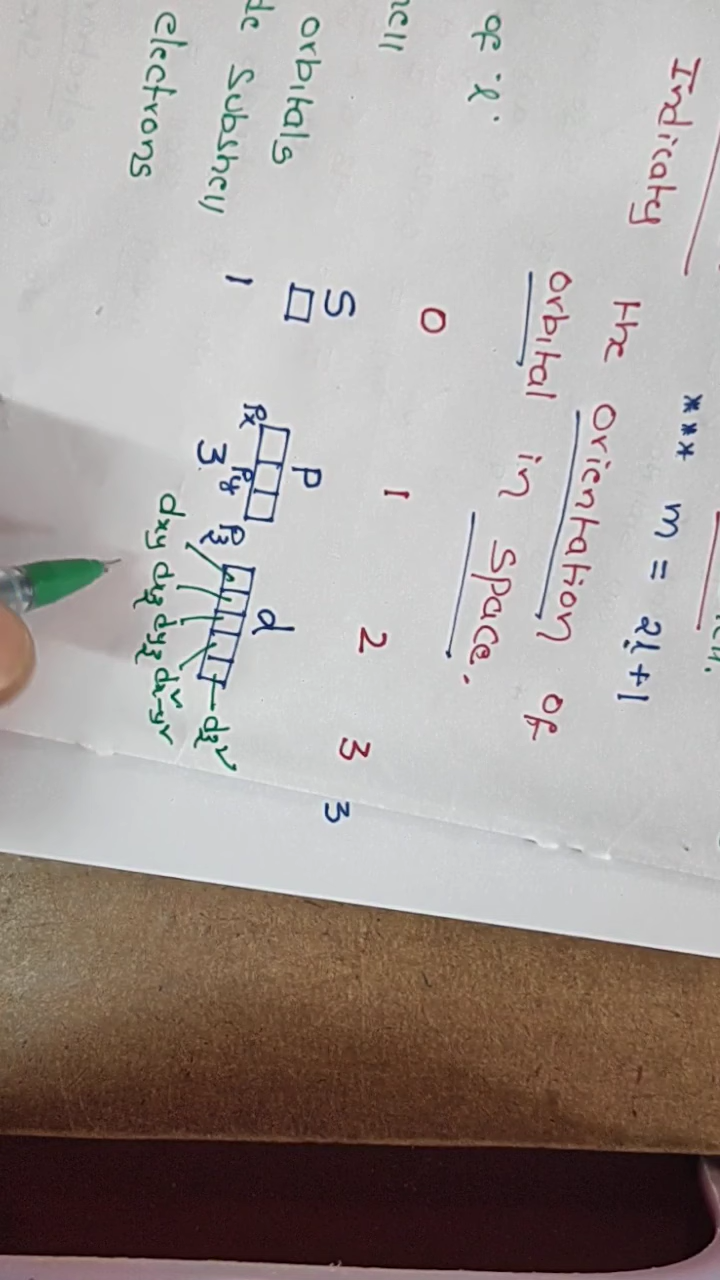 *** m = 2l+1
Indicaty the orientation of
orbital in space.
of 'l' 0 1 2 3 3
S P d
orbitals
Px Py Pz
Subshell 1 3 dz²
dxy dxz dyz dx²-y²
electrons